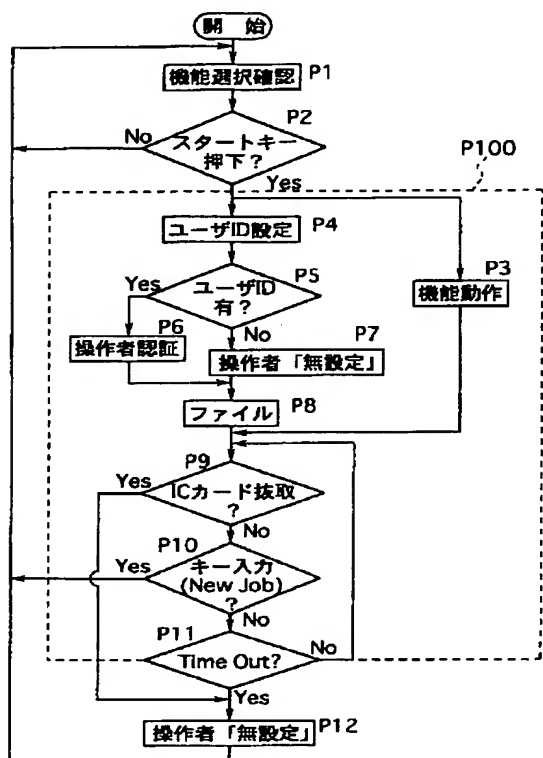 開 始
機能選択確認 P1
P2
No
スタートキー
押下?
P100
Yes
ユーザID設定 P4
P5
P3
Yes
ユーザID
有?
機能動作
P6
No
P7
操作者認証
操作者「無設定」
ファイル P8
P9
Yes
ICカード抜取
?
No
P10
Yes
キー入力
(New Job)
?
No
P11
No
Time Out?
Yes
操作者「無設定」 P12